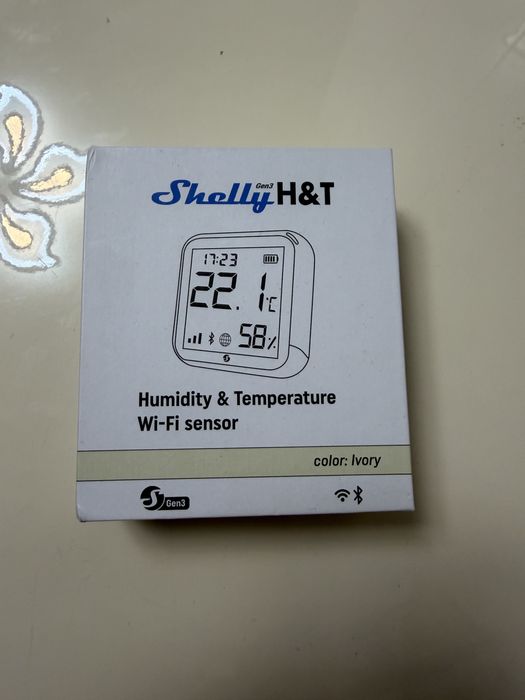 Shelly Gen3 H&T
17:23
22.1°C
58%
Humidity & Temperature
Wi-Fi sensor
color: Ivory
Gen3